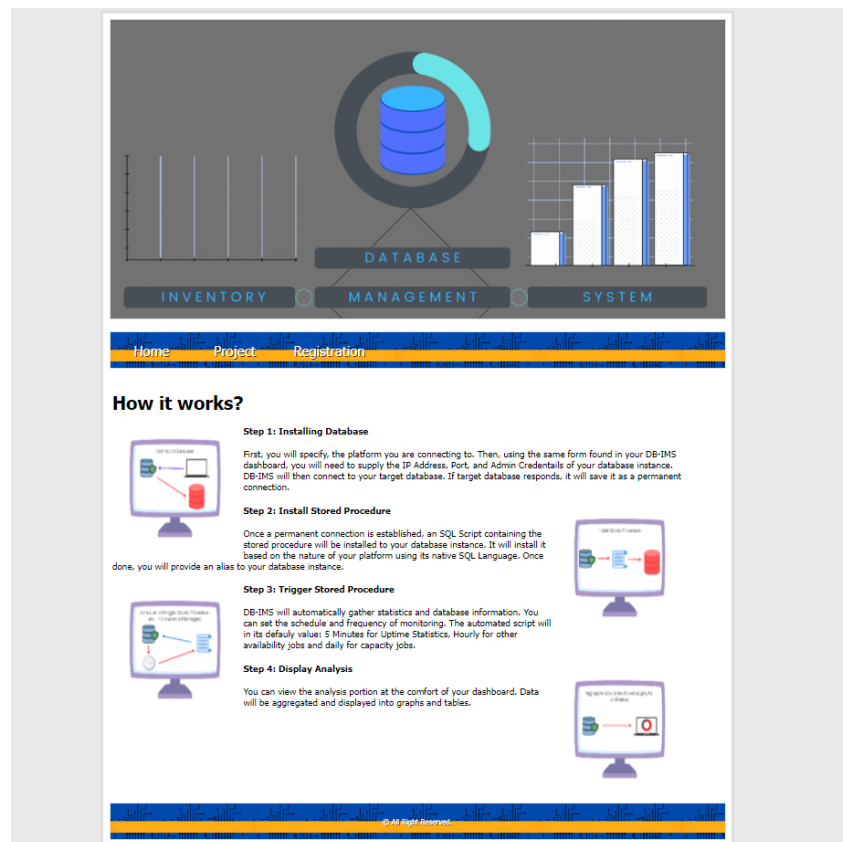 DATABASE
INVENTORY
MANAGEMENT
SYSTEM
Home
Project
Registration
How it works?
Step 1: Installing Database
First, you will specify, the platform you are connecting to. Then, using the same form found in your DB-IMS
dashboard, you will need to supply the IP Address, Port, and Admin Credentails of your database instance.
DB-IMS will then connect to your target database. If target database responds, it will save it as a permanent
connection.
Step 2: Install Stored Procedure
Once a permanent connection is established, an SQL Script containing the
stored procedure will be installed to your database instance. It will install it
based on the nature of your platform using its native SQL Language. Once
done, you will provide an alias to your database instance.
Step 3: Trigger Stored Procedure
DB-IMS will automatically gather statistics and database information. You
can set the schedule and frequency of monitoring. The automated script will
in its defauly value: 5 Minutes for Uptime Statistics, Hourly for other
availability jobs and daily for capacity jobs.
Step 4: Display Analysis
You can view the analysis portion at the comfort of your dashboard. Data
will be aggregated and displayed into graphs and tables.
© All Right Reserved.